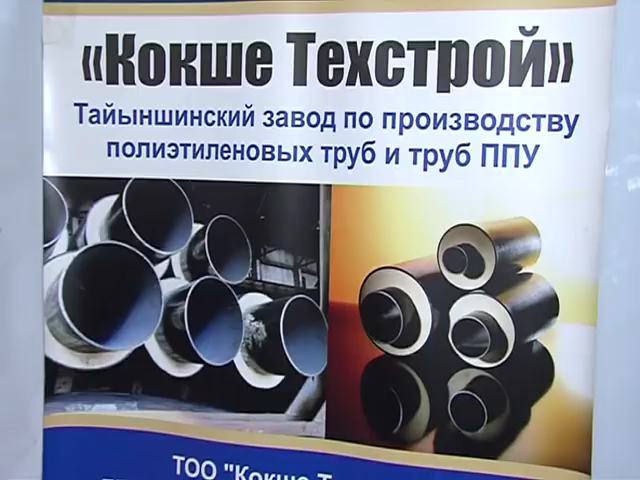 «Кокше Техстрой»
Тайыншинский завод по производству
полиэтиленовых труб и труб ППУ
ТОО "Кокше